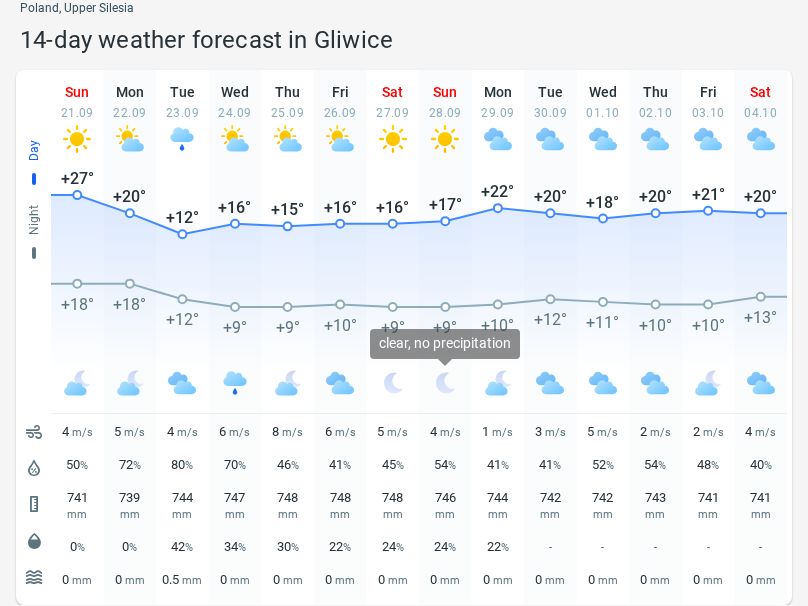 Poland, Upper Silesia
14-day weather forecast in Gliwice
Sun Mon Tue Wed Thu Fri Sat Sun Mon Tue Wed Thu Fri Sat
21.09 22.09 23.09 24.09 25.09 26.09 27.09 28.09 29.09 30.09 01.10 02.10 03.10 04.10
Day
+27° +20° +12° +16° +15° +16° +16° +17° +22° +20° +18° +20° +21° +20°
Night
+18° +18° +12° +9° +9° +10° +9° +9° +10° +12° +11° +10° +10° +13°
clear, no precipitation
4 m/s 5 m/s 4 m/s 6 m/s 8 m/s 6 m/s 5 m/s 4 m/s 1 m/s 3 m/s 5 m/s 2 m/s 2 m/s 4 m/s
50% 72% 80% 70% 46% 41% 45% 54% 41% 41% 52% 54% 48% 40%
741 739 744 747 748 748 748 746 744 742 742 743 741 741
mm mm mm mm mm mm mm mm mm mm mm mm mm mm
0% 0% 42% 34% 30% 22% 24% 24% 22% - - - - -
0 mm 0 mm 0.5 mm 0 mm 0 mm 0 mm 0 mm 0 mm 0 mm 0 mm 0 mm 0 mm 0 mm 0 mm